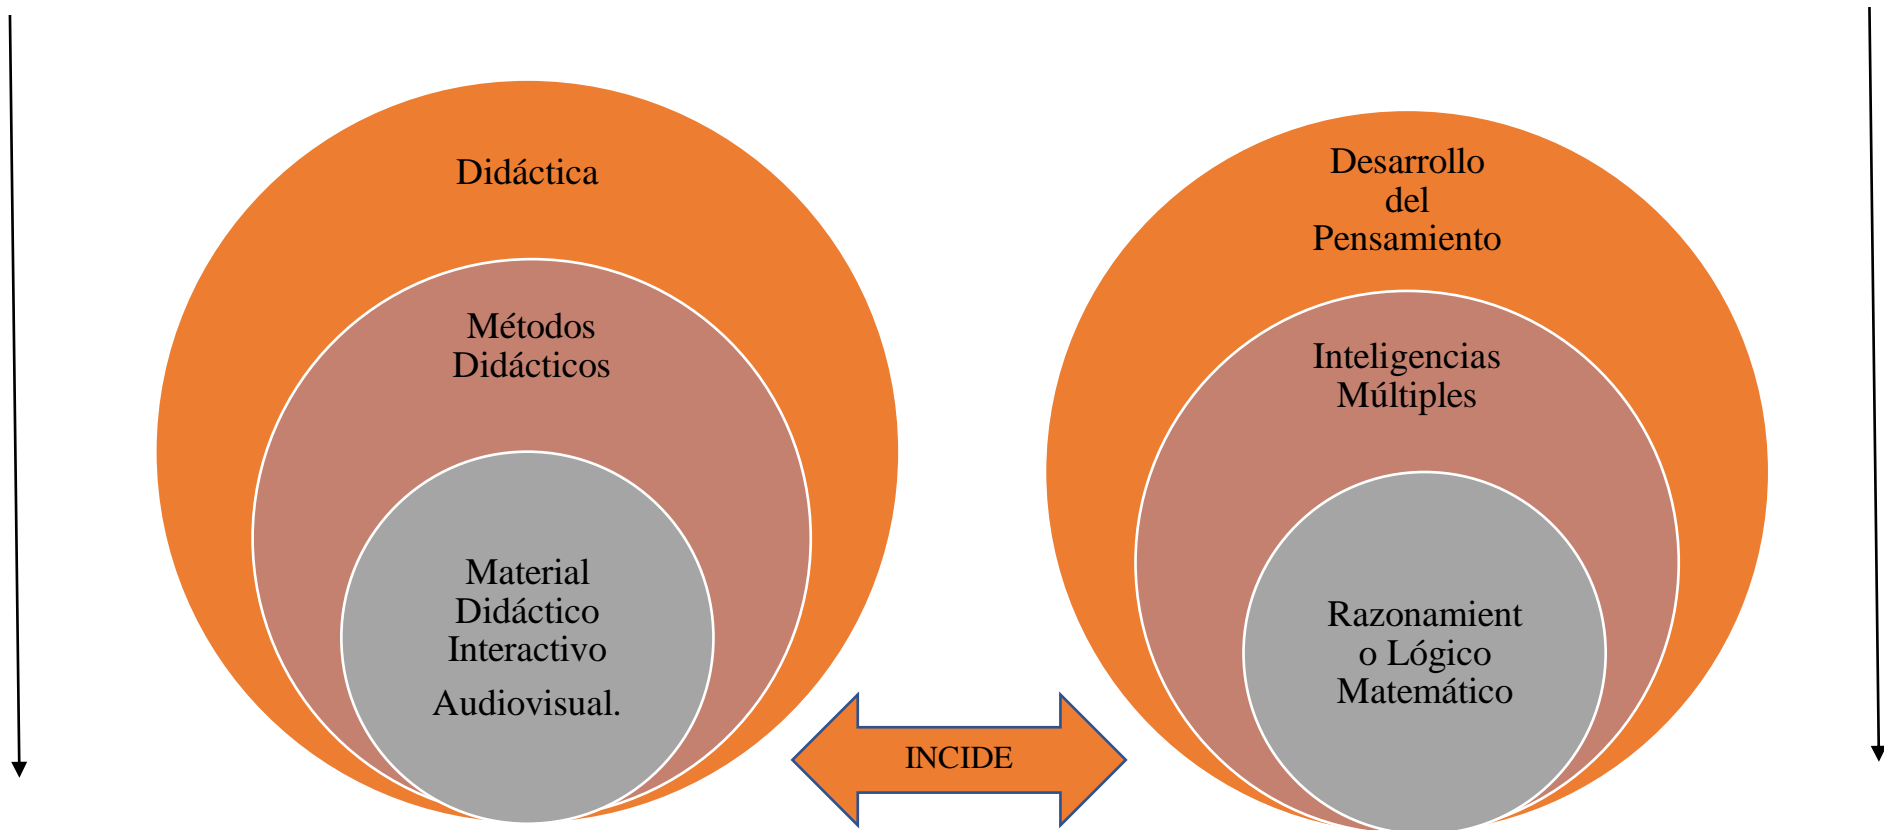 Didáctica
Métodos
Didácticos
Material
Didáctico
Interactivo
Audiovisual.
INCIDE
Desarrollo
del
Pensamiento
Inteligencias
Múltiples
Razonamient
o Lógico
Matemático